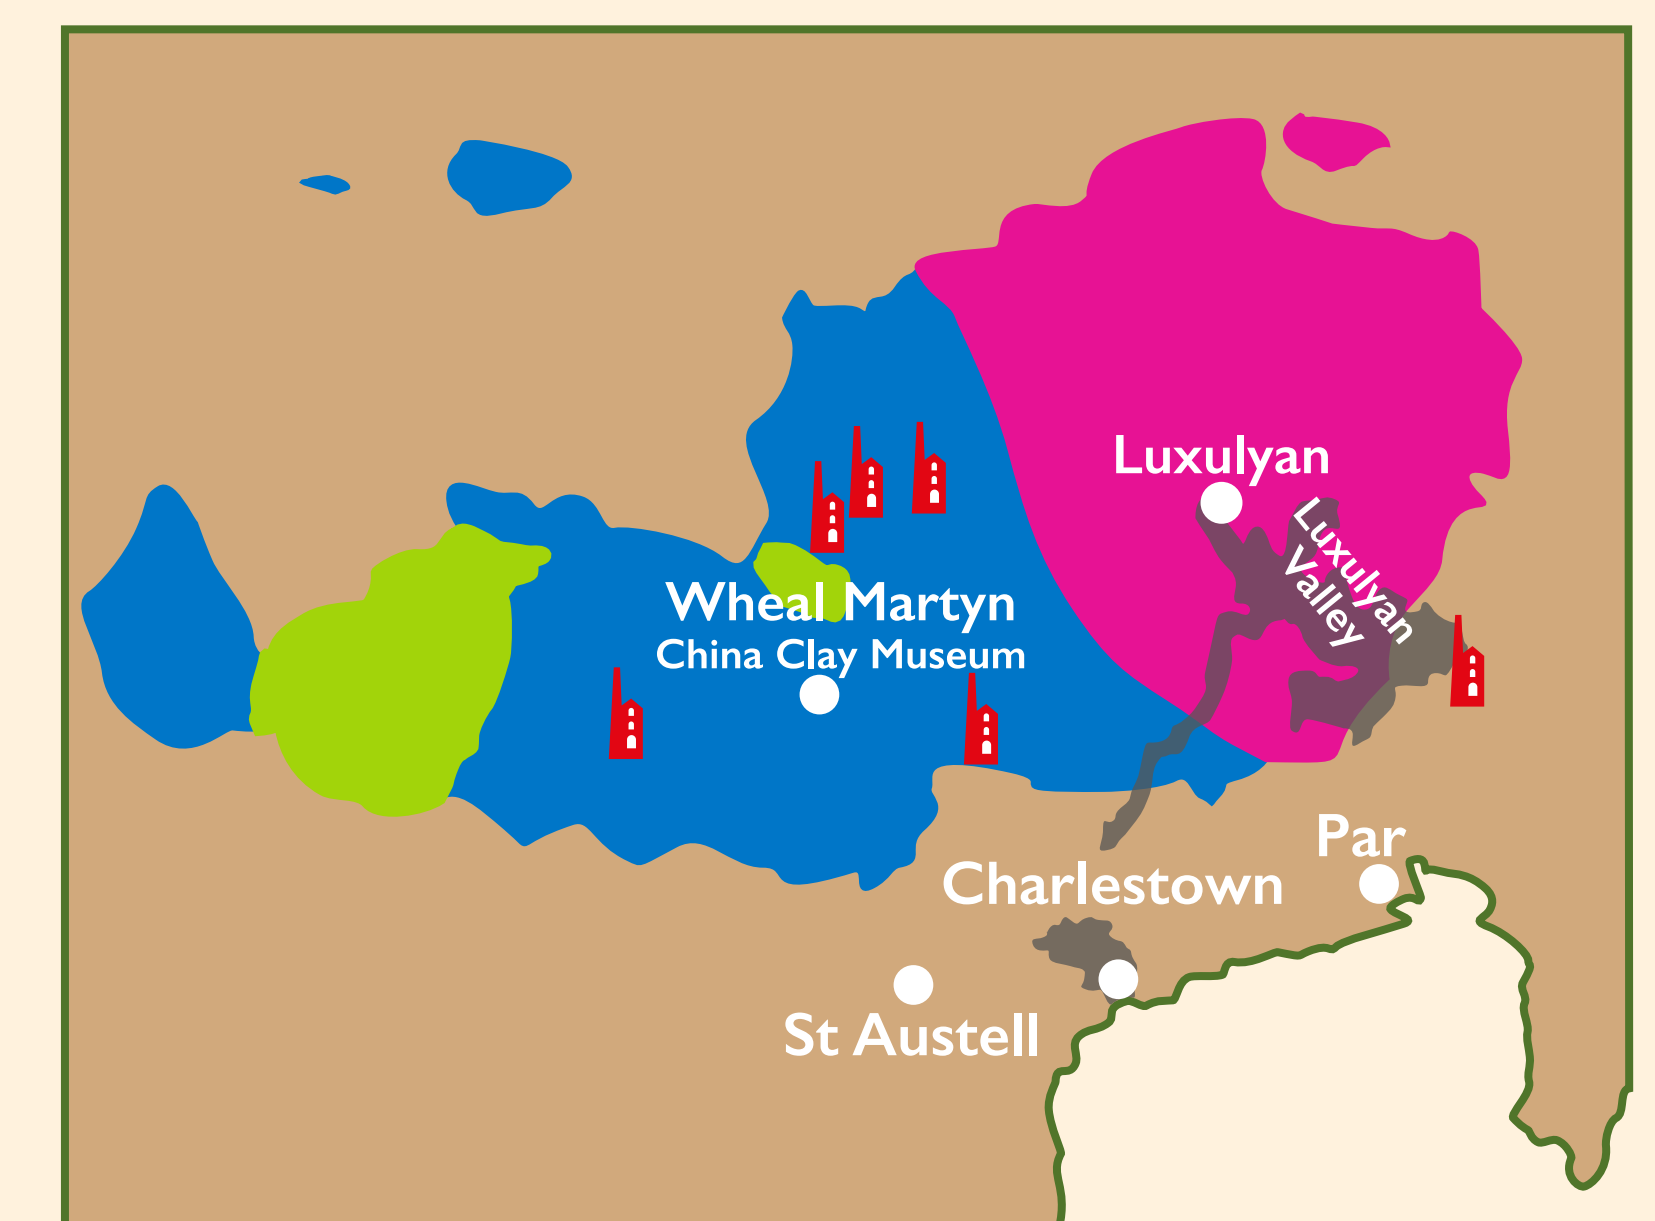 Luxulyan
Luxulyan
Valley
Wheal Martyn
China Clay Museum
Par
Charlestown
St Austell